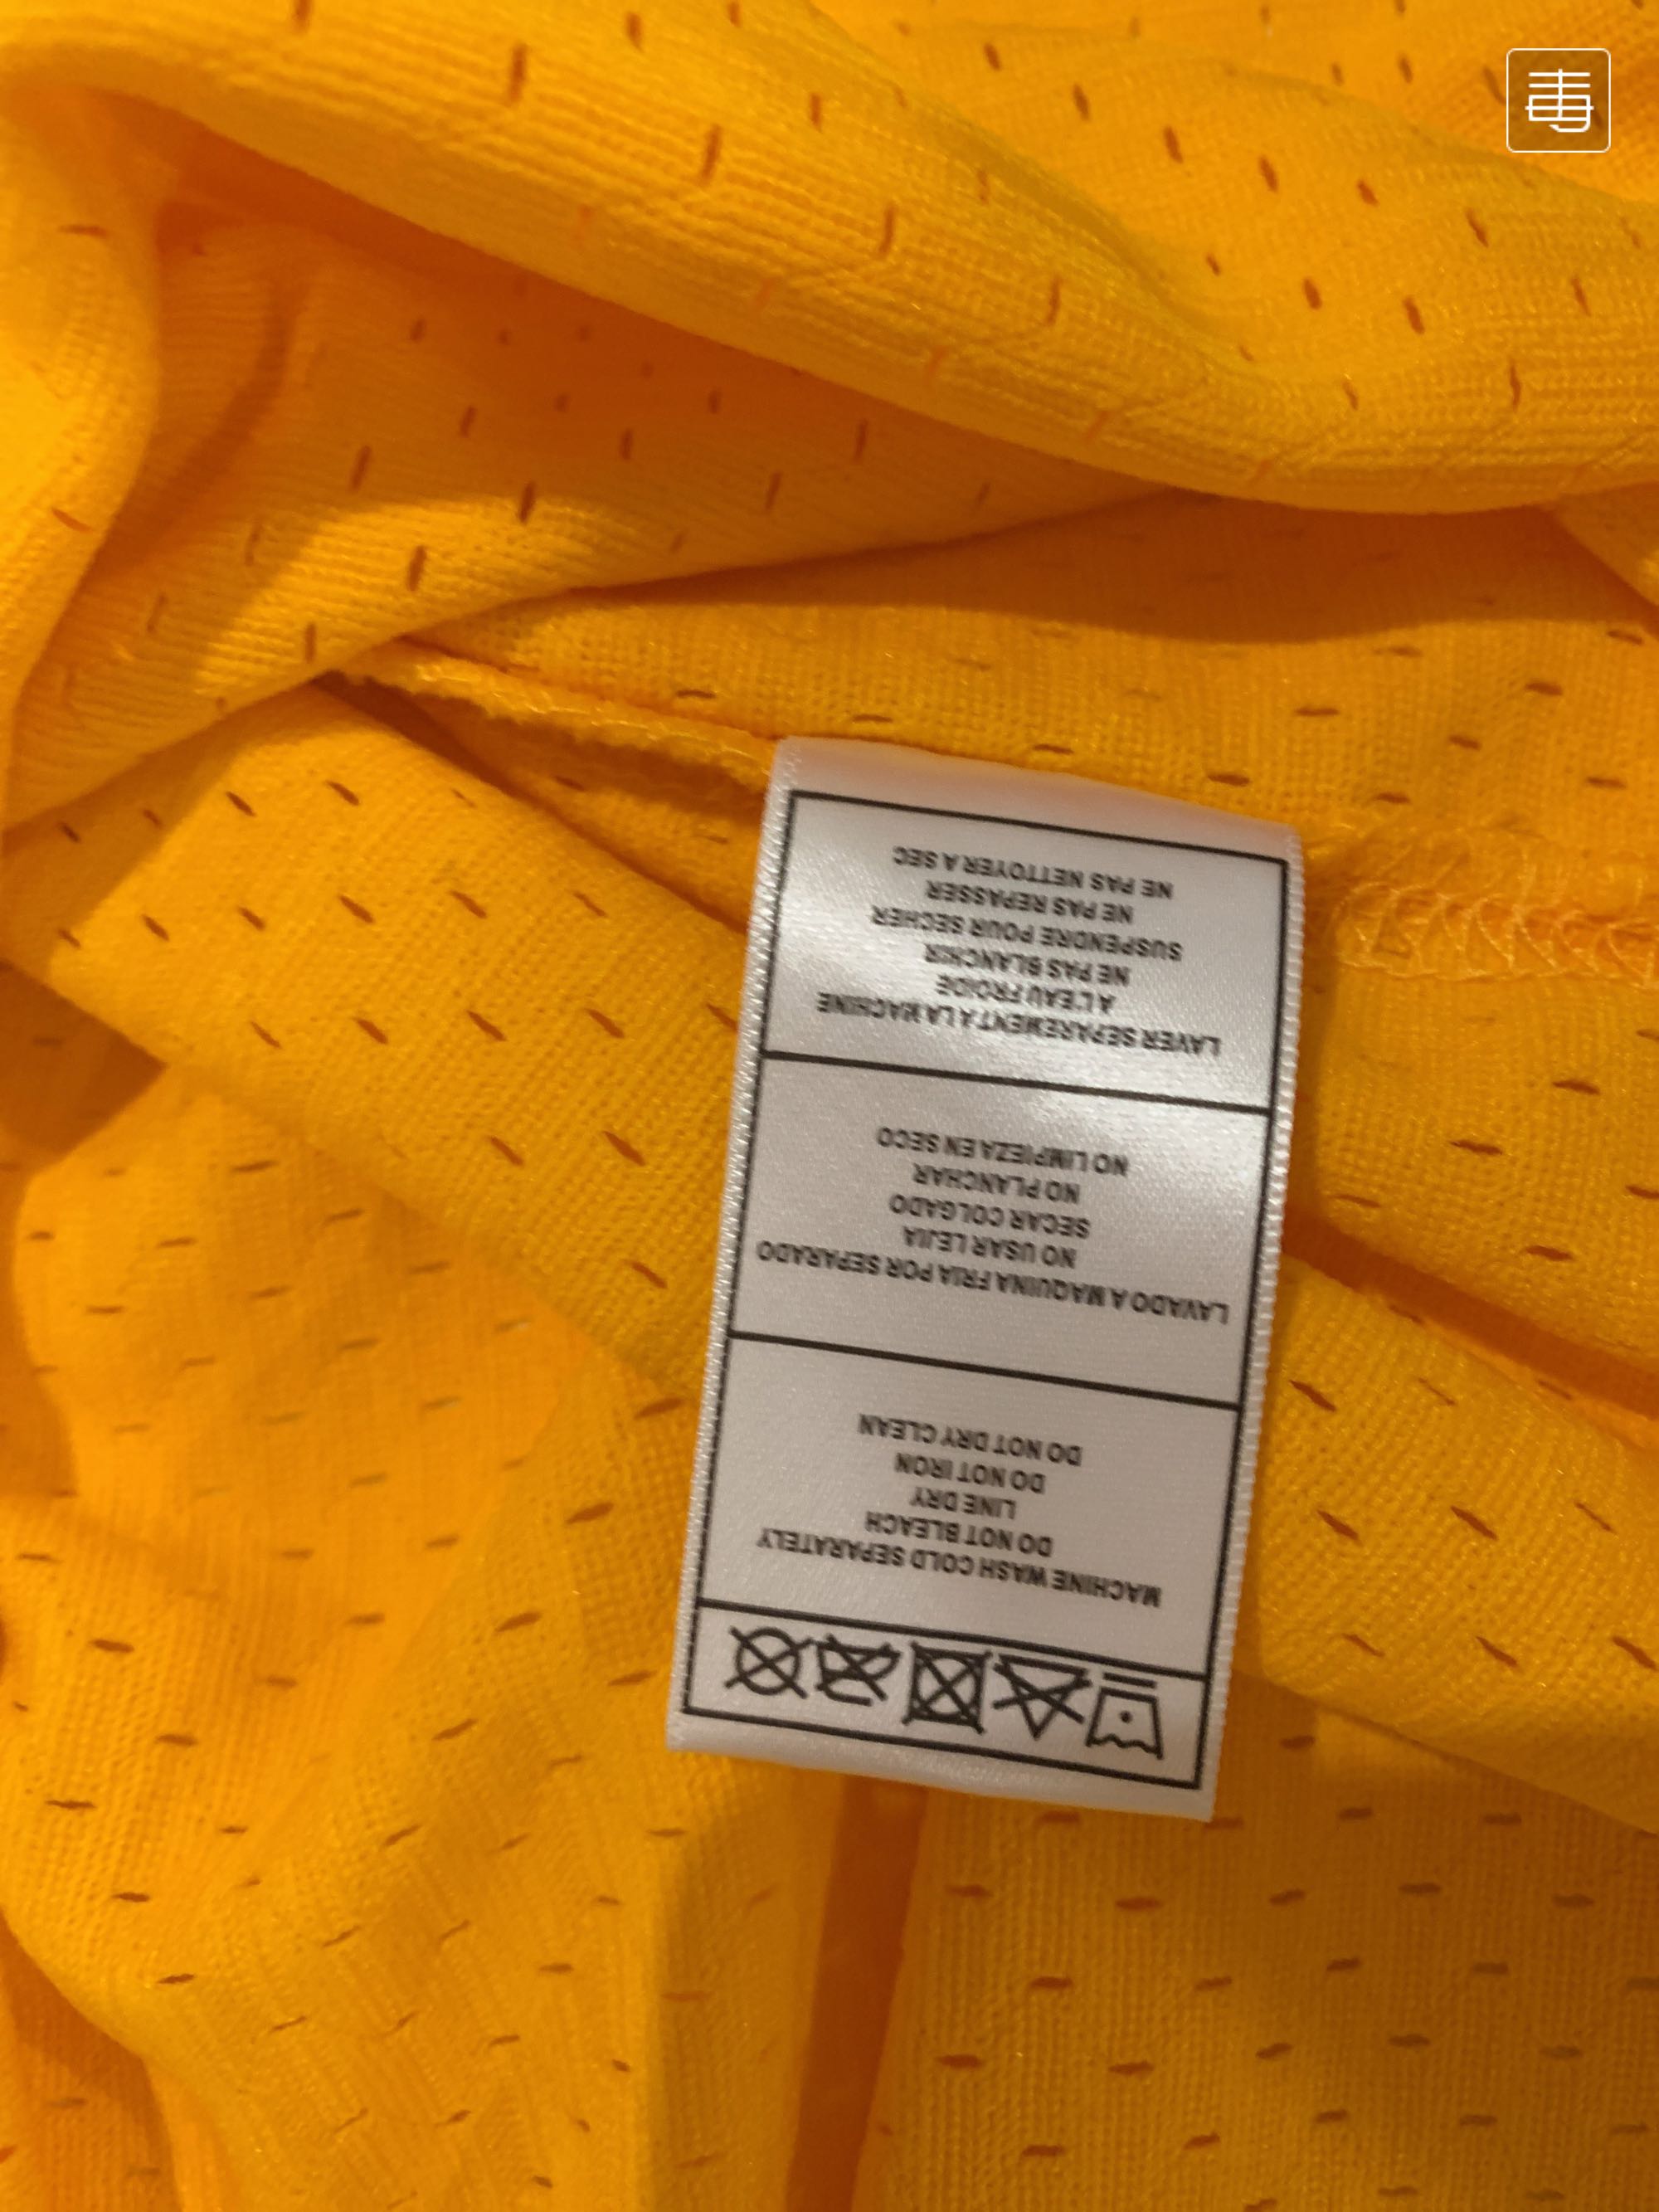 毒
MACHINE WASH COLD SEPARATELY
DO NOT BLEACH
LINE DRY
DO NOT IRON
DO NOT DRY CLEAN
LAVADO A MAQUINA FRIA POR SEPARADO
NO USAR LEJIA
SECAR COLGADO
NO PLANCHAR
NO LIMPIEZA EN SECO
LAVER SEPAREMENT A LA MACHINE
A L'EAU FROIDE
NE PAS BLANCHIR
SUSPENDRE POUR SECHER
NE PAS REPASSER
NE PAS NETTOYER A SEC